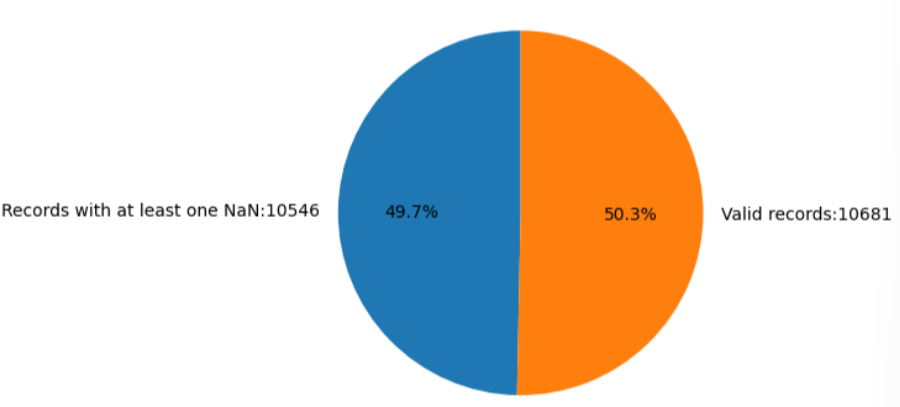 Records with at least one NaN:10546
49.7%
50.3%
Valid records:10681